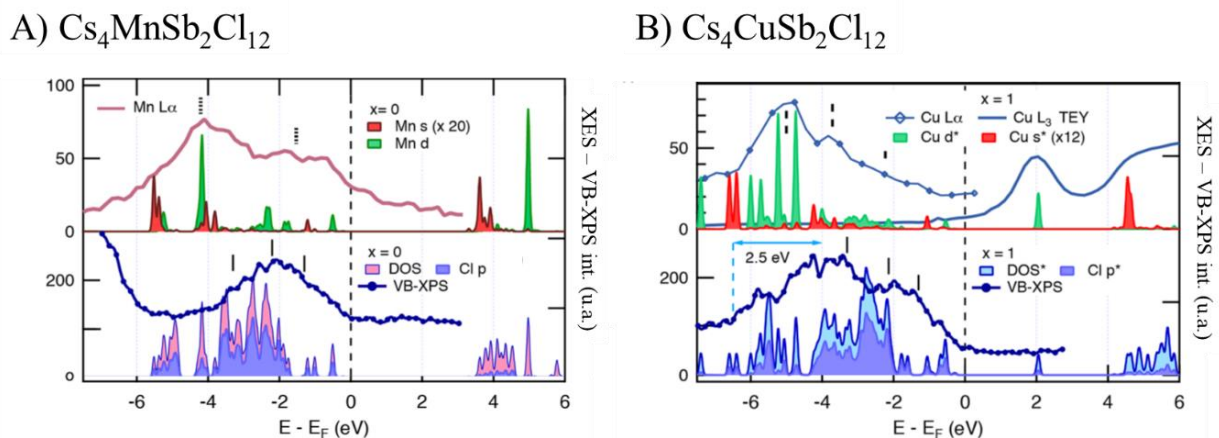 A) Cs₄MnSb₂Cl₁₂
100
50
0
200
0
Mn Lα
x= 0
Mn s (x 20)
Mn d
x = 0
DOS
Cl p
VB-XPS
-6
-4
-2
0
2
4
6
E - E_F (eV)
XES – VB-XPS int. (u.a.)
B) Cs₄CuSb₂Cl₁₂
50
0
200
0
x = 1
Cu Lα
Cu L₃ TEY
Cu d*
Cu s* (x12)
2.5 eV
x = 1
DOS*
Cl p*
VB-XPS
-6
-4
-2
0
2
4
6
E - E_F (eV)
XES – VB-XPS int. (u.a.)